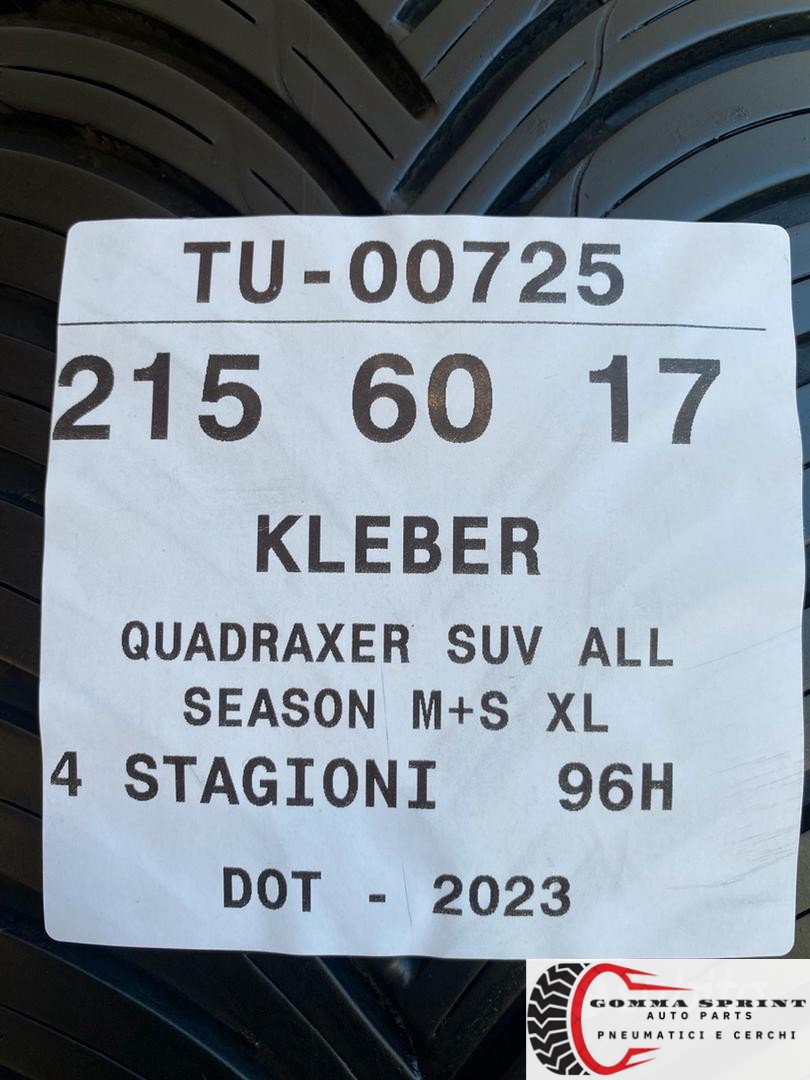 TU-00725
215 60 17
KLEBER
QUADRAXER SUV ALL
SEASON M+S XL
4 STAGIONI 96H
DOT - 2023
GOMMA SPRINT
AUTO PARTS
PNEUMATICI E CERCHI